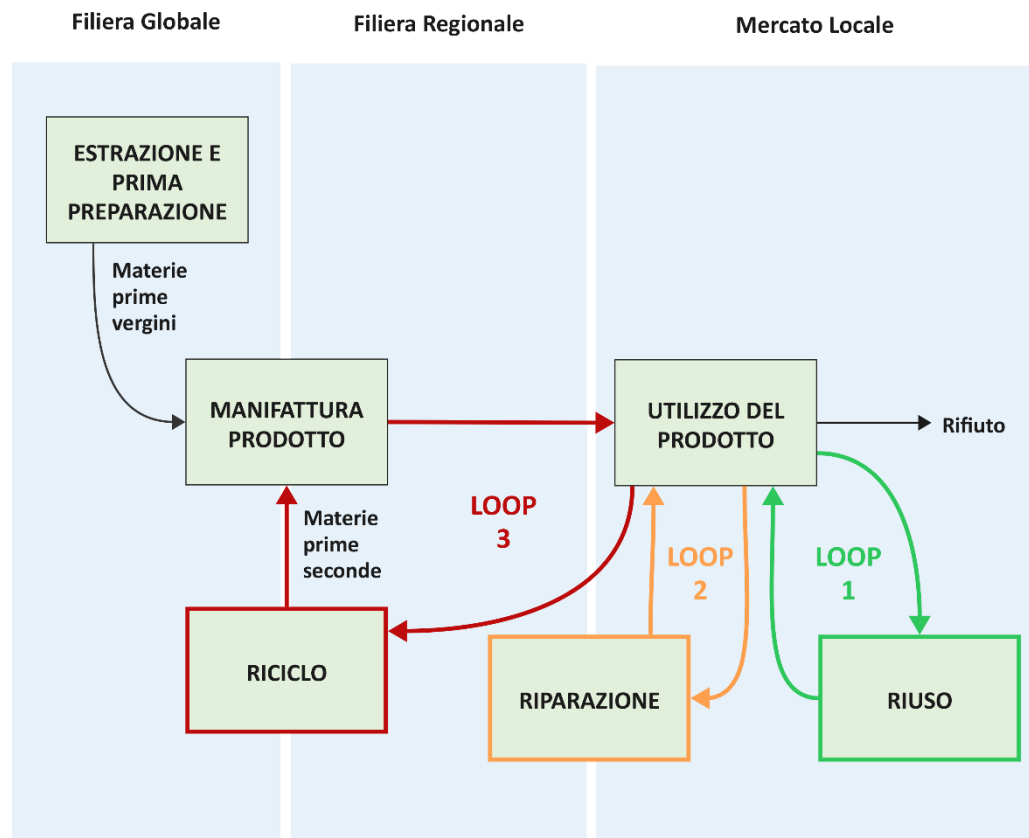 Filiera Globale
Filiera Regionale
Mercato Locale
ESTRAZIONE E
PRIMA
PREPARAZIONE
Materie
prime
vergini
MANIFATTURA
PRODOTTO
UTILIZZO DEL
PRODOTTO
Rifiuto
Materie
prime
seconde
LOOP
3
LOOP
2
LOOP
1
RICICLO
RIPARAZIONE
RIUSO